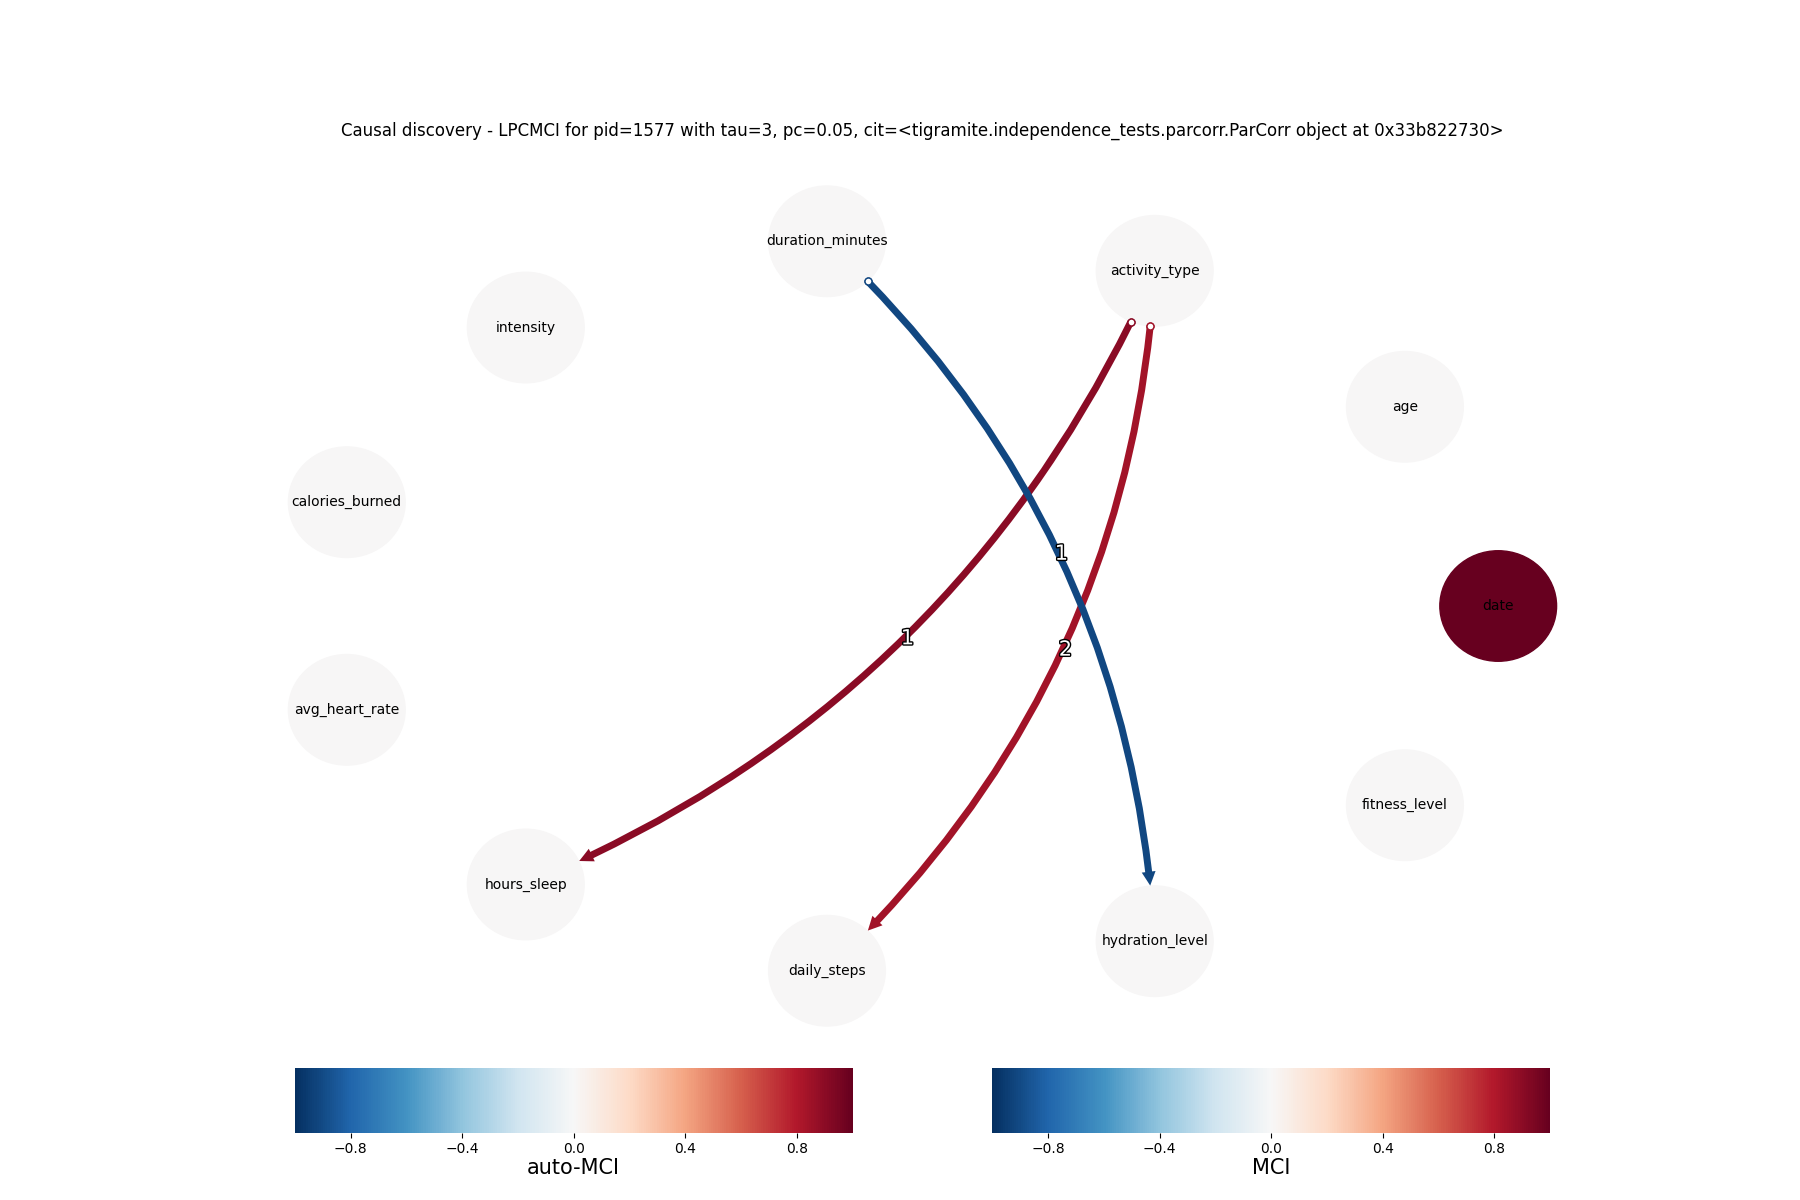 Causal discovery - LPCMCI for pid=1577 with tau=3, pc=0.05, cit=<tigramite.independence_tests.parcorr.ParCorr object at 0x33b822730>
duration_minutes
activity_type
intensity
age
calories_burned
1
date
1
2
avg_heart_rate
fitness_level
hours_sleep
hydration_level
daily_steps
−0.8 −0.4 0.0 0.4 0.8
auto-MCI
−0.8 −0.4 0.0 0.4 0.8
MCI